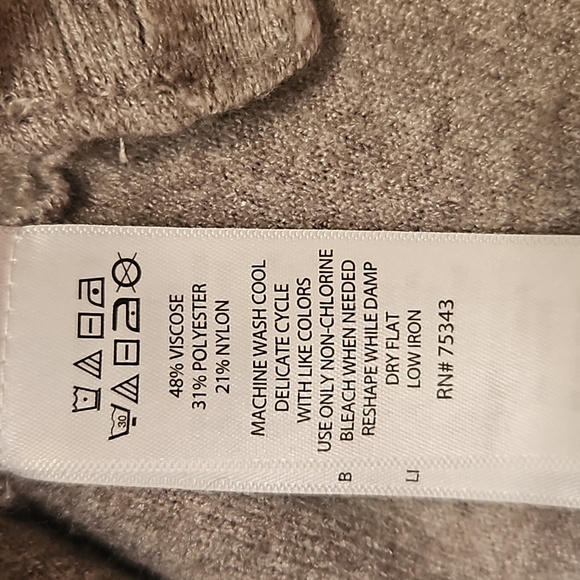 30
48% VISCOSE
31% POLYESTER
21% NYLON
MACHINE WASH COOL
DELICATE CYCLE
WITH LIKE COLORS
USE ONLY NON-CHLORINE
BLEACH WHEN NEEDED
RESHAPE WHILE DAMP
DRY FLAT
LOW IRON
RN# 75343
B
LI